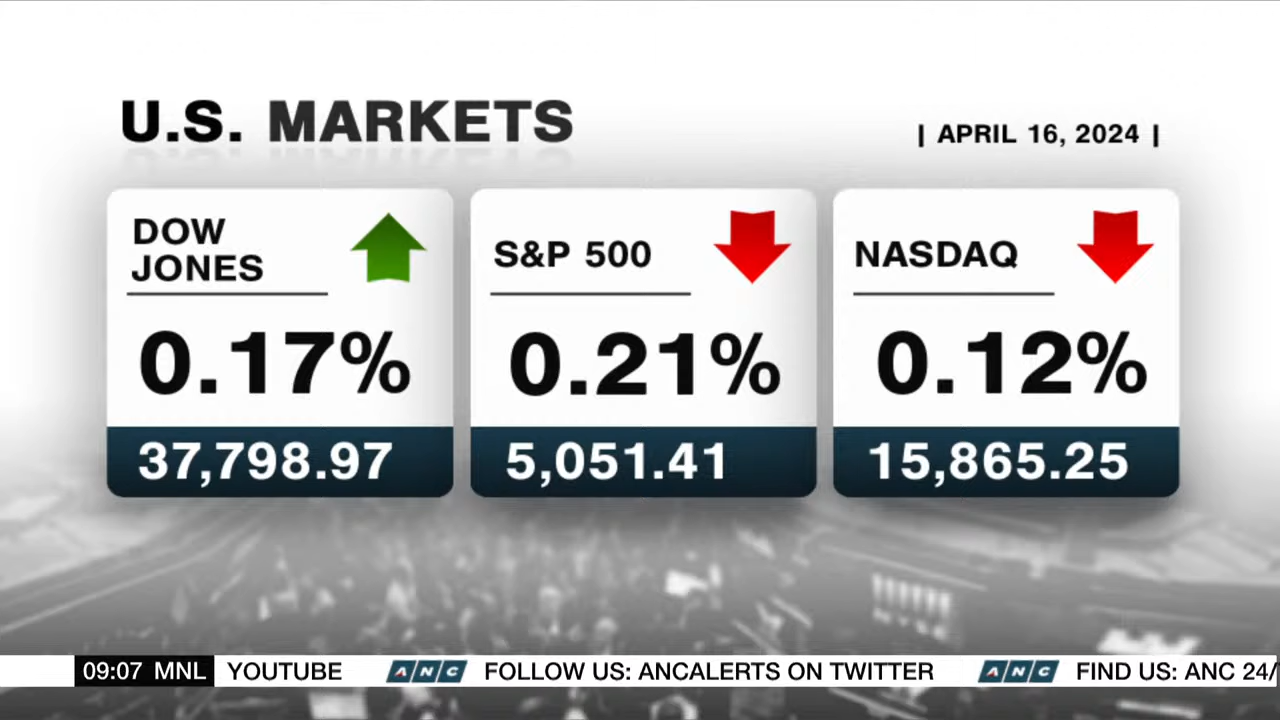 U.S. MARKETS
| APRIL 16, 2024 |
DOW
JONES
0.17%
37,798.97
S&P 500
0.21%
5,051.41
NASDAQ
0.12%
15,865.25
09:07 MNL YOUTUBE ANC FOLLOW US: ANCALERTS ON TWITTER ANC FIND US: ANC 24/